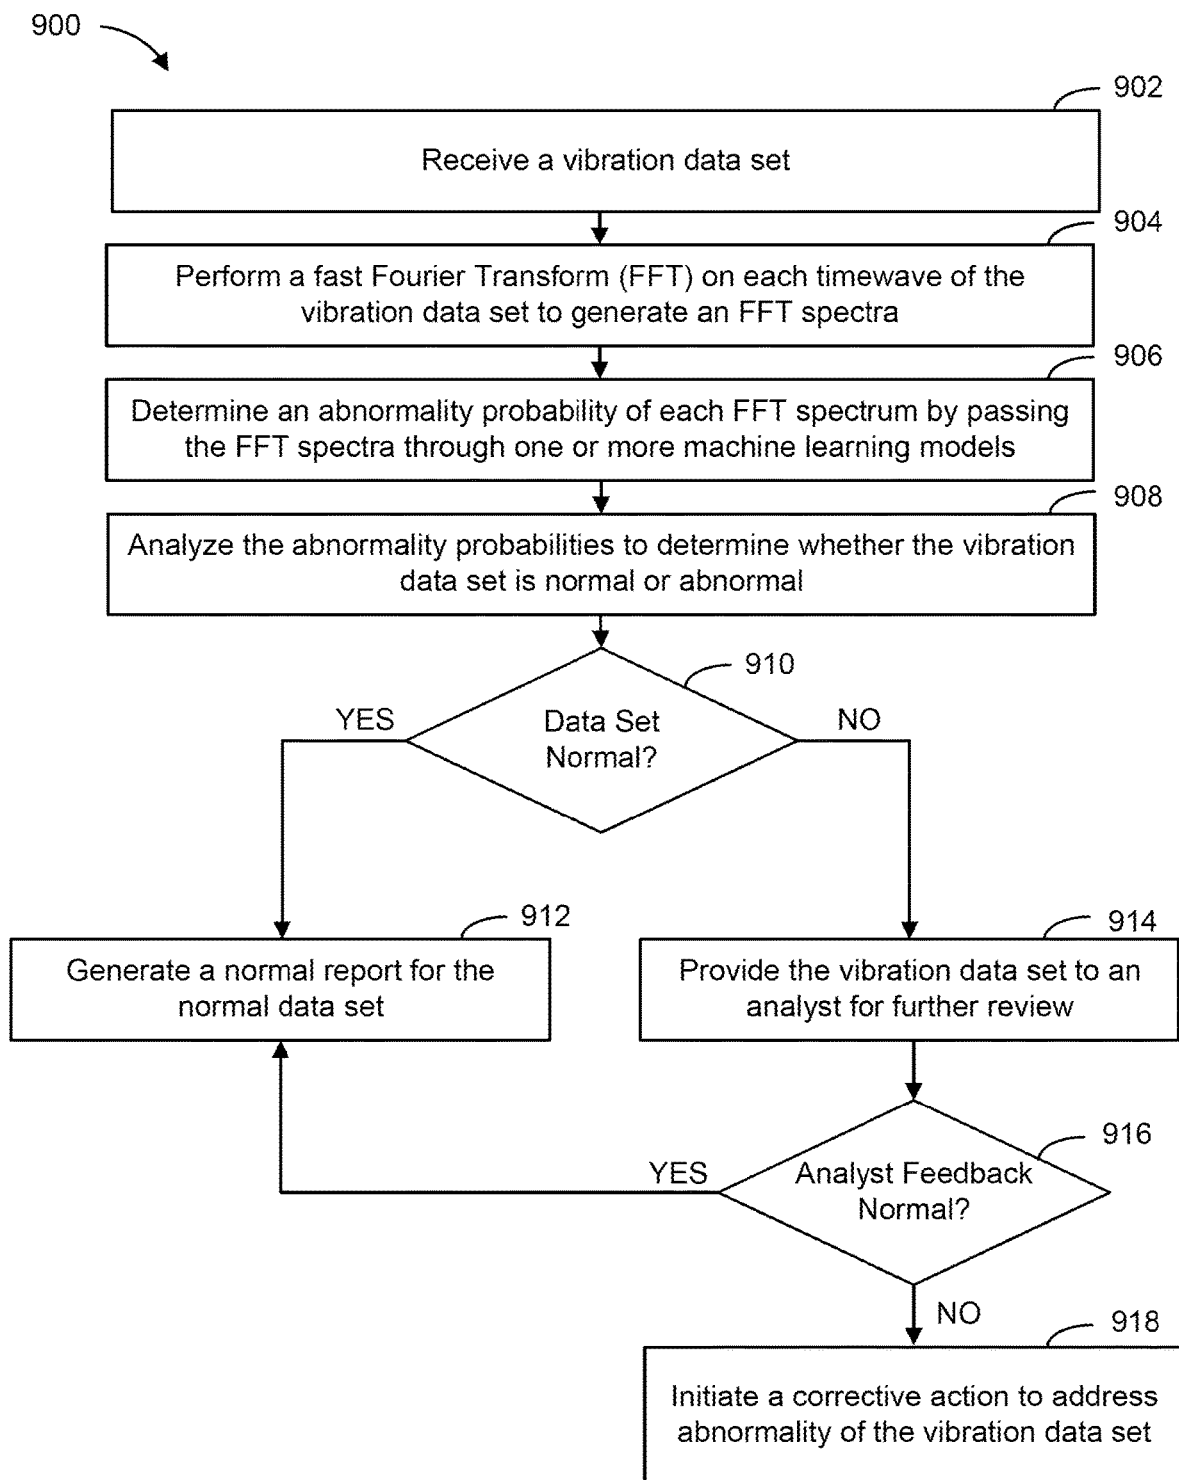 900
902
Receive a vibration data set
904
Perform a fast Fourier Transform (FFT) on each timewave of the
vibration data set to generate an FFT spectra
906
Determine an abnormality probability of each FFT spectrum by passing
the FFT spectra through one or more machine learning models
908
Analyze the abnormality probabilities to determine whether the vibration
data set is normal or abnormal
910
YES
Data Set
Normal?
NO
912
Generate a normal report for the
normal data set
914
Provide the vibration data set to an
analyst for further review
916
YES
Analyst Feedback
Normal?
NO
918
Initiate a corrective action to address
abnormality of the vibration data set